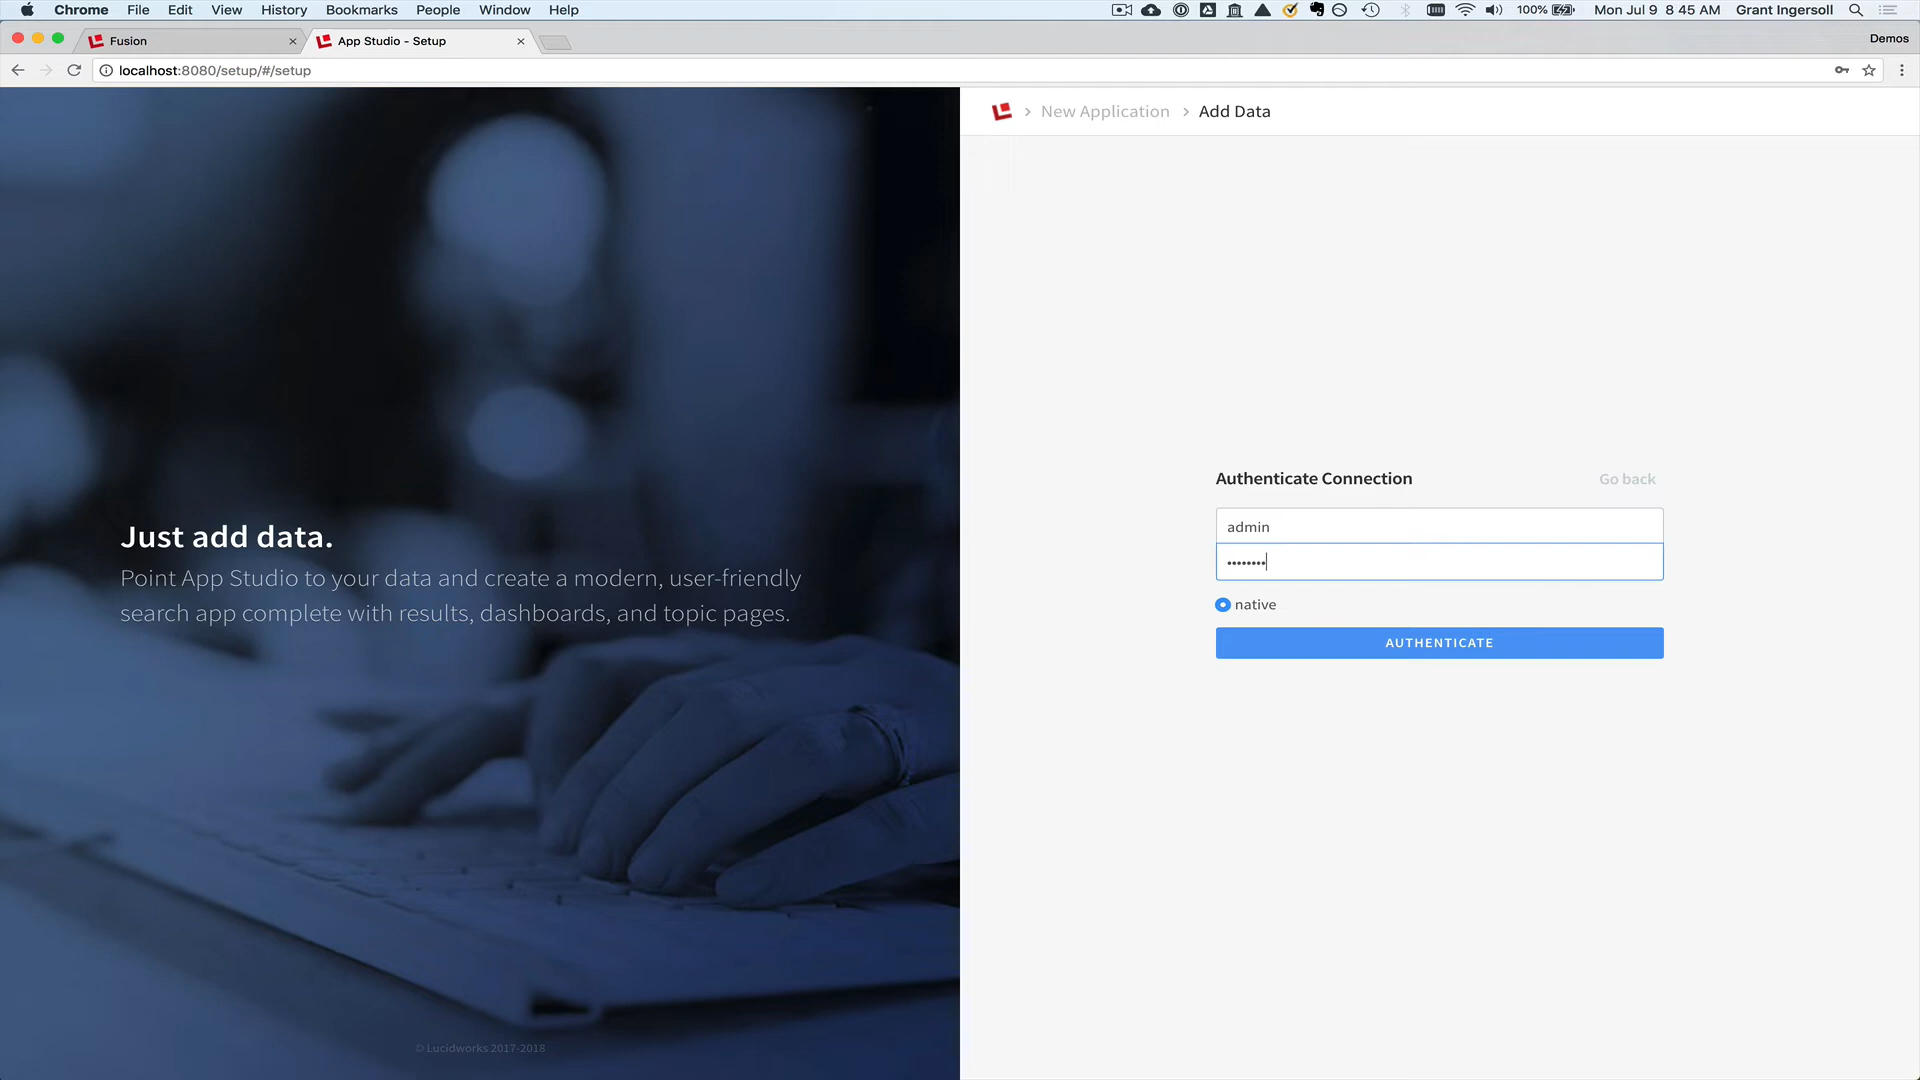 Chrome File Edit View History Bookmarks People Window Help 100% Mon Jul 9 8 45 AM Grant Ingersoll
Fusion App Studio - Setup Demos
localhost:8080/setup/#/setup
New Application Add Data
Authenticate Connection Go back
admin
••••••••
native
AUTHENTICATE
Just add data.
Point App Studio to your data and create a modern, user-friendly
search app complete with results, dashboards, and topic pages.
© Lucidworks 2017-2018